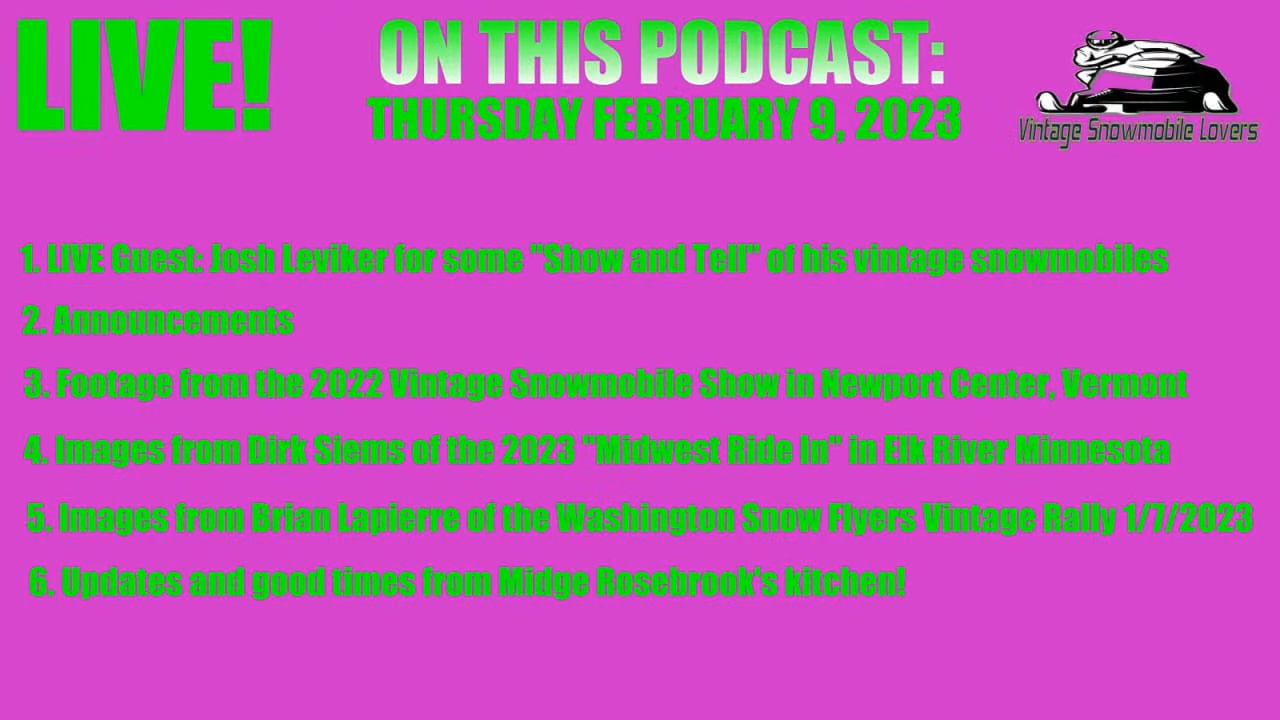 LIVE!
ON THIS PODCAST:
THURSDAY FEBRUARY 9, 2023
Vintage Snowmobile Lovers
1. LIVE Guest: Josh Leviker for some "Show and Tell" of his vintage snowmobiles
2. Announcements
3. Footage from the 2022 Vintage Snowmobile Show in Newport Center, Vermont
4. Images from Dirk Siems of the 2023 "Midwest Ride In" in Elk River Minnesota
5. Images from Brian Lapierre of the Washington Snow Flyers Vintage Rally 1/7/2023
6. Updates and good times from Midge Rosebrook's kitchen!